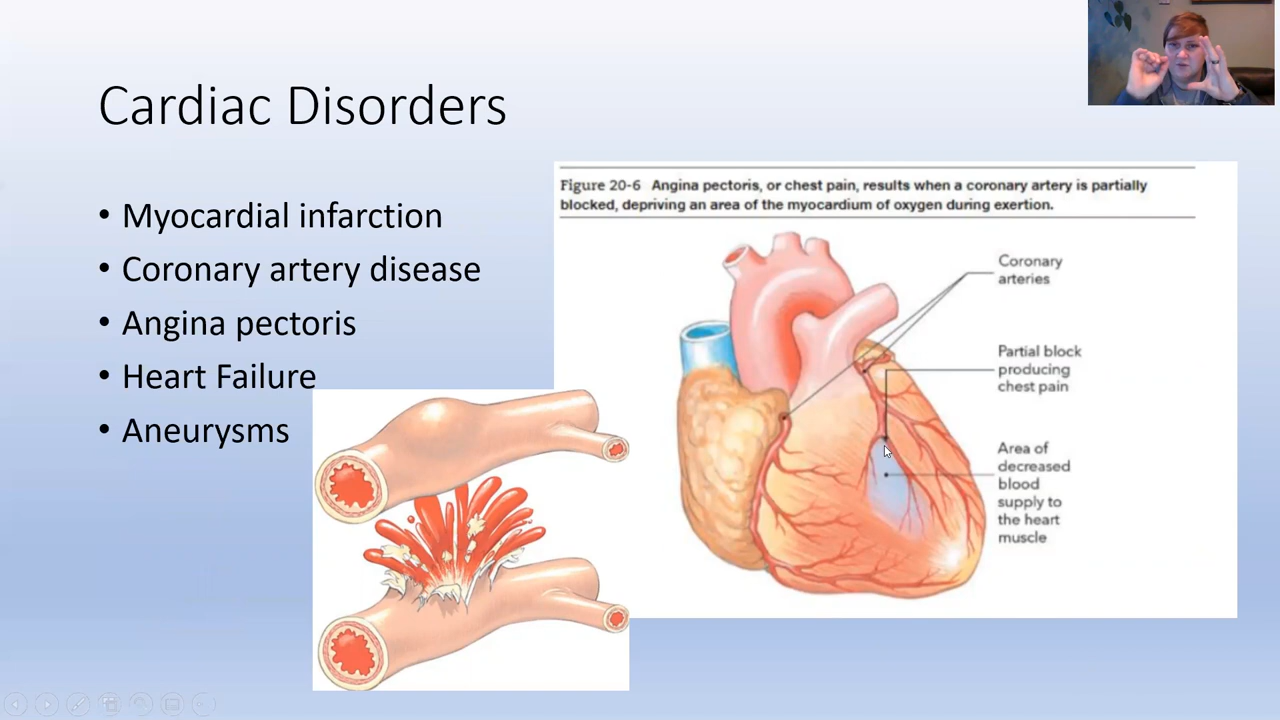 Cardiac Disorders
• Myocardial infarction
• Coronary artery disease
• Angina pectoris
• Heart Failure
• Aneurysms
Figure 20-6 Angina pectoris, or chest pain, results when a coronary artery is partially
blocked, depriving an area of the myocardium of oxygen during exertion.
Coronary
arteries
Partial block
producing
chest pain
Area of
decreased
blood
supply to
the heart
muscle